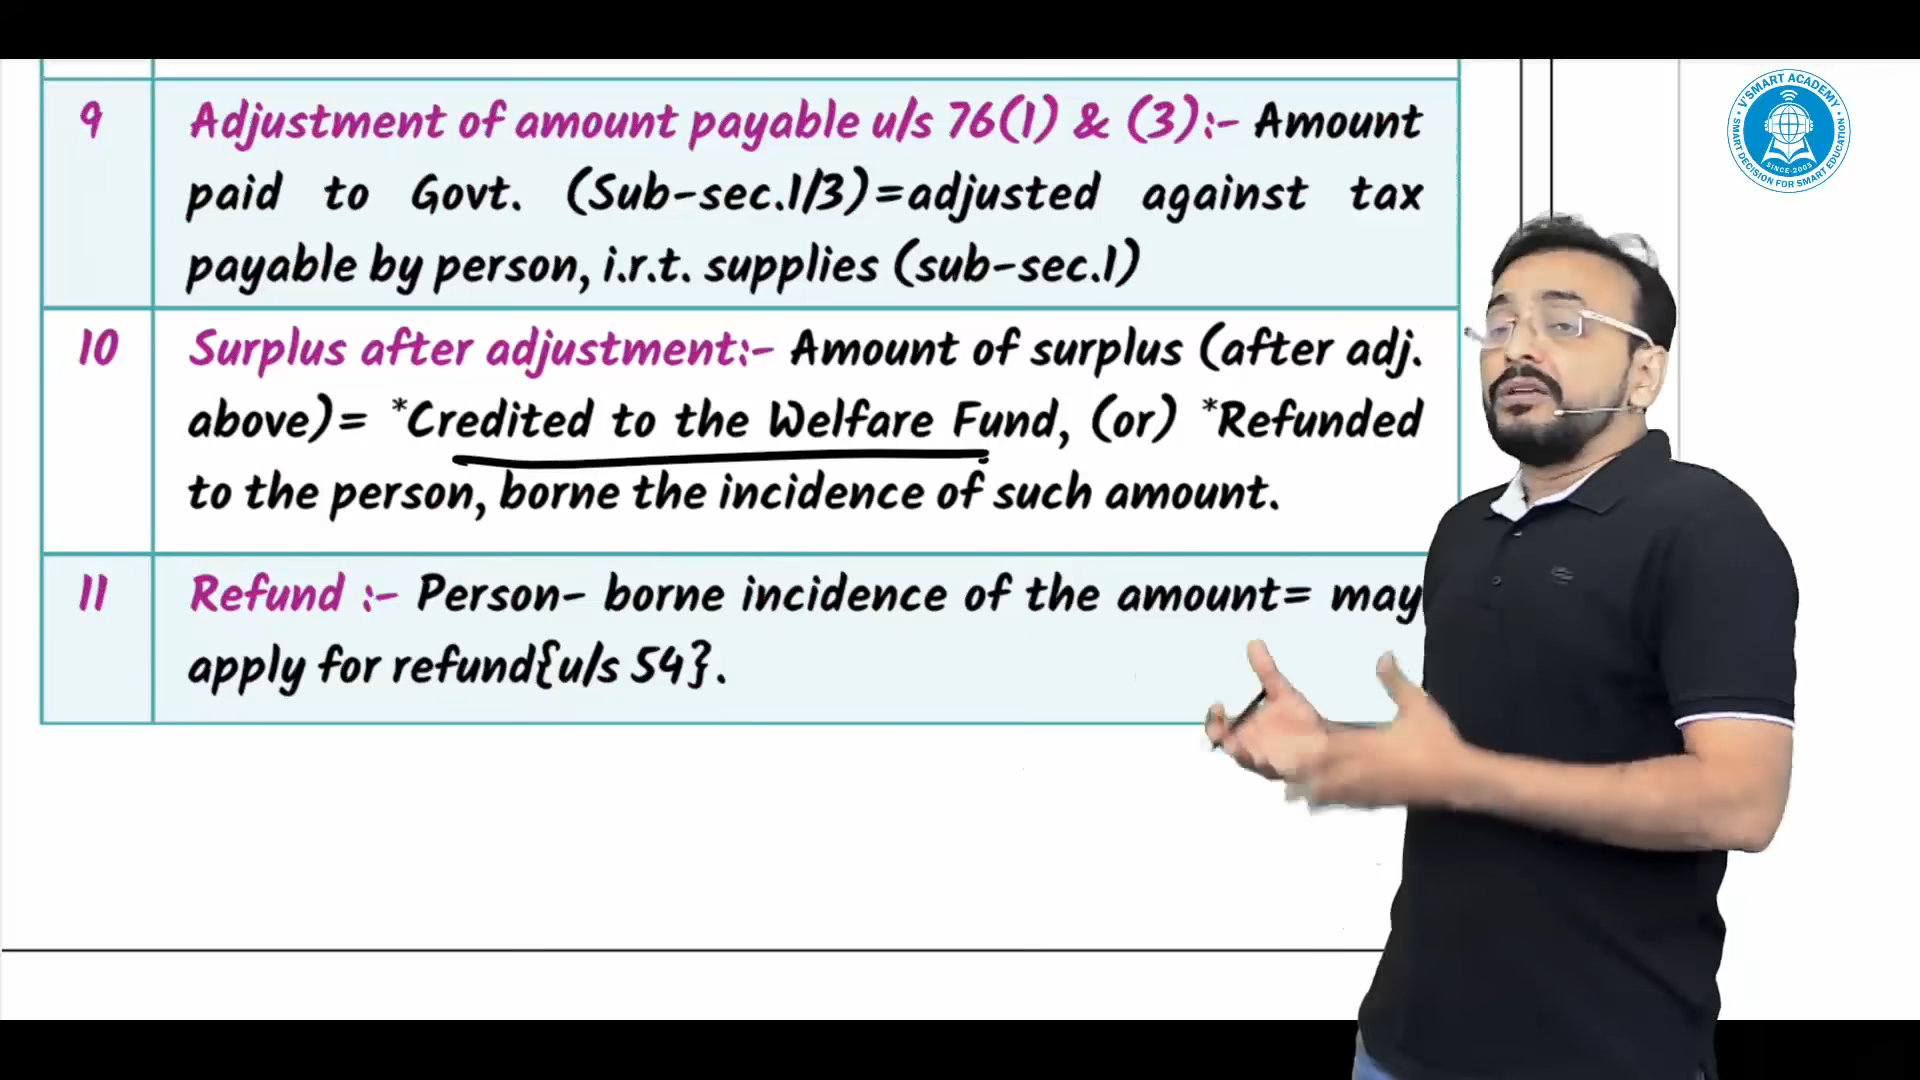 9
Adjustment of amount payable u/s 76(1) & (3):- Amount
paid to Govt. (Sub-sec.1/3)=adjusted against tax
payable by person, i.r.t. supplies (sub-sec.1)
10
Surplus after adjustment:- Amount of surplus (after adj.
above)= *Credited to the Welfare Fund, (or) *Refunded
to the person, borne the incidence of such amount.
11
Refund :- Person- borne incidence of the amount= may
apply for refund{u/s 54}.
V'SMART ACADEMY
SMART DECISION FOR SMART EDUCATION
SINCE-2005